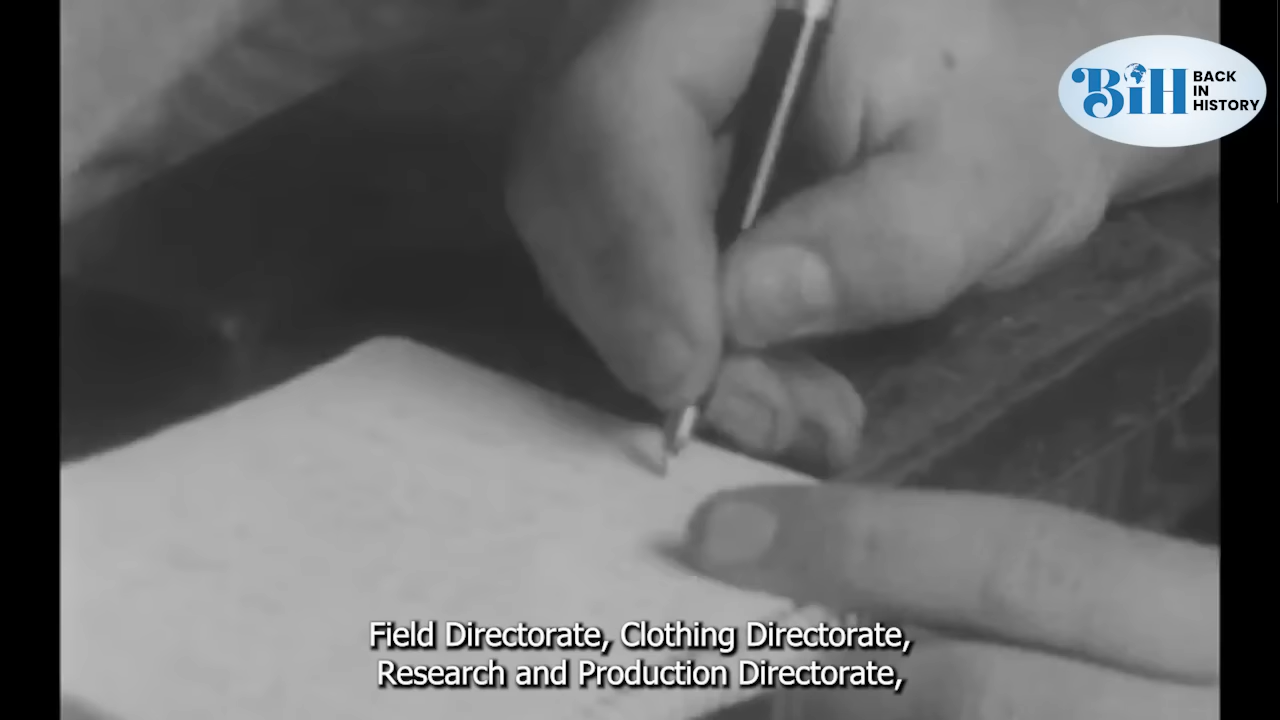 BiH BACK
IN
HISTORY
Field Directorate, Clothing Directorate,
Research and Production Directorate,